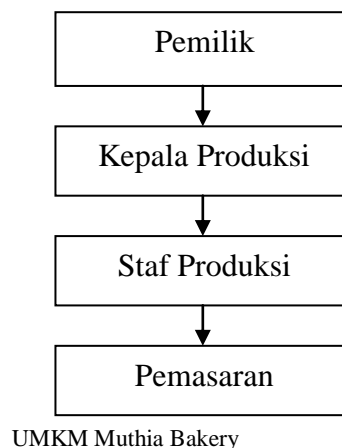 Pemilik
Kepala Produksi
Staf Produksi
Pemasaran
UMKM Muthia Bakery